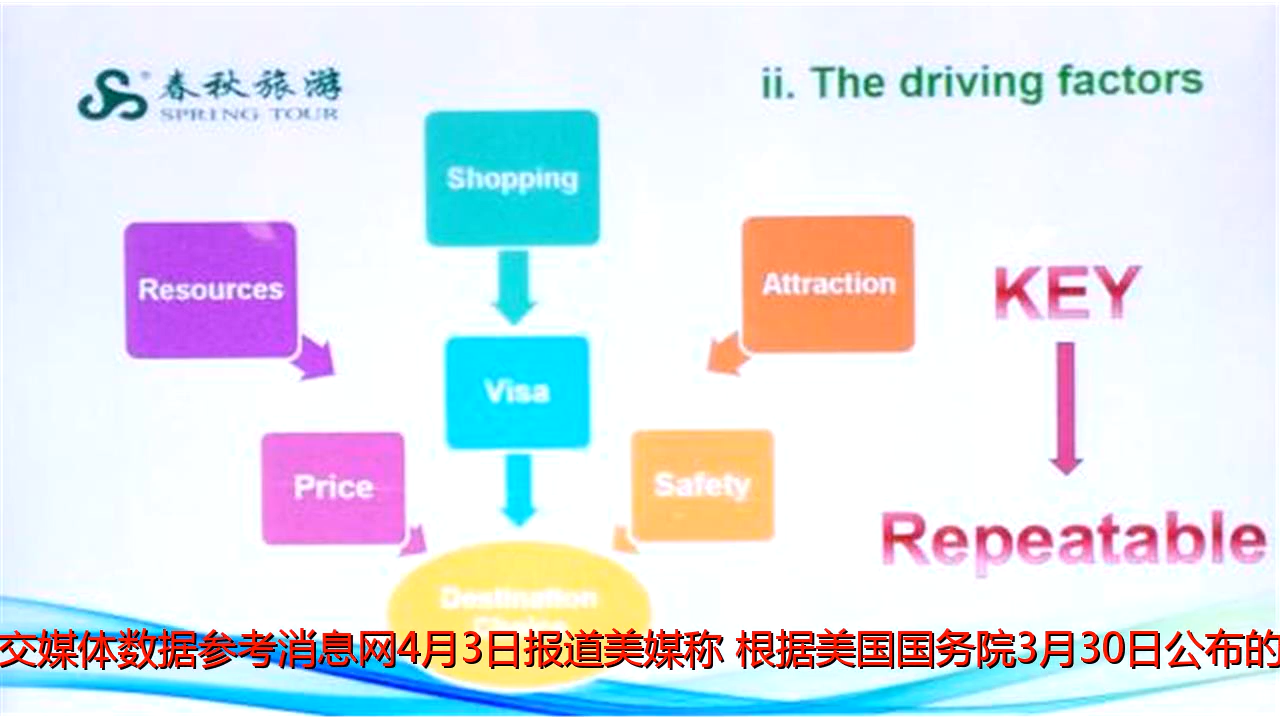 春秋旅游
SPRING TOUR
ii. The driving factors
Shopping
Resources
Attraction
KEY
Visa
Price
Safety
Repeatable
Destination
Choice
交媒体数据参考消息网4月3日报道美媒称 根据美国国务院3月30日公布的